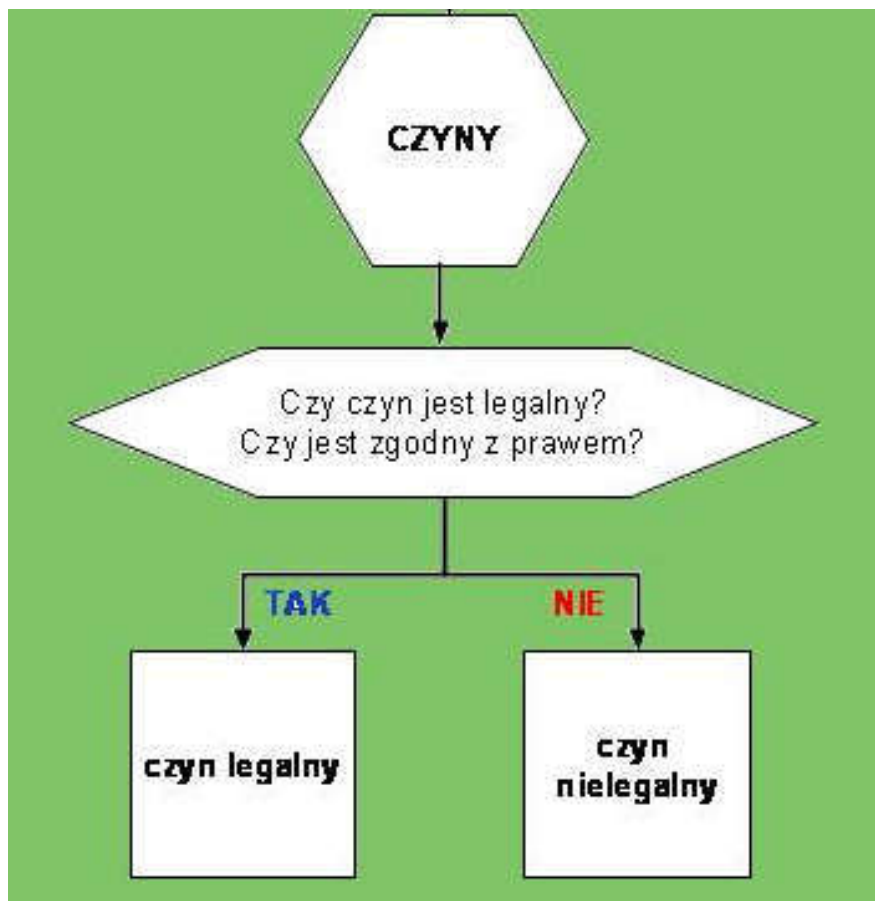 CZYNY
Czy czyn jest legalny?
Czy jest zgodny z prawem?
TAK
NIE
czyn legalny
czyn
nielegalny